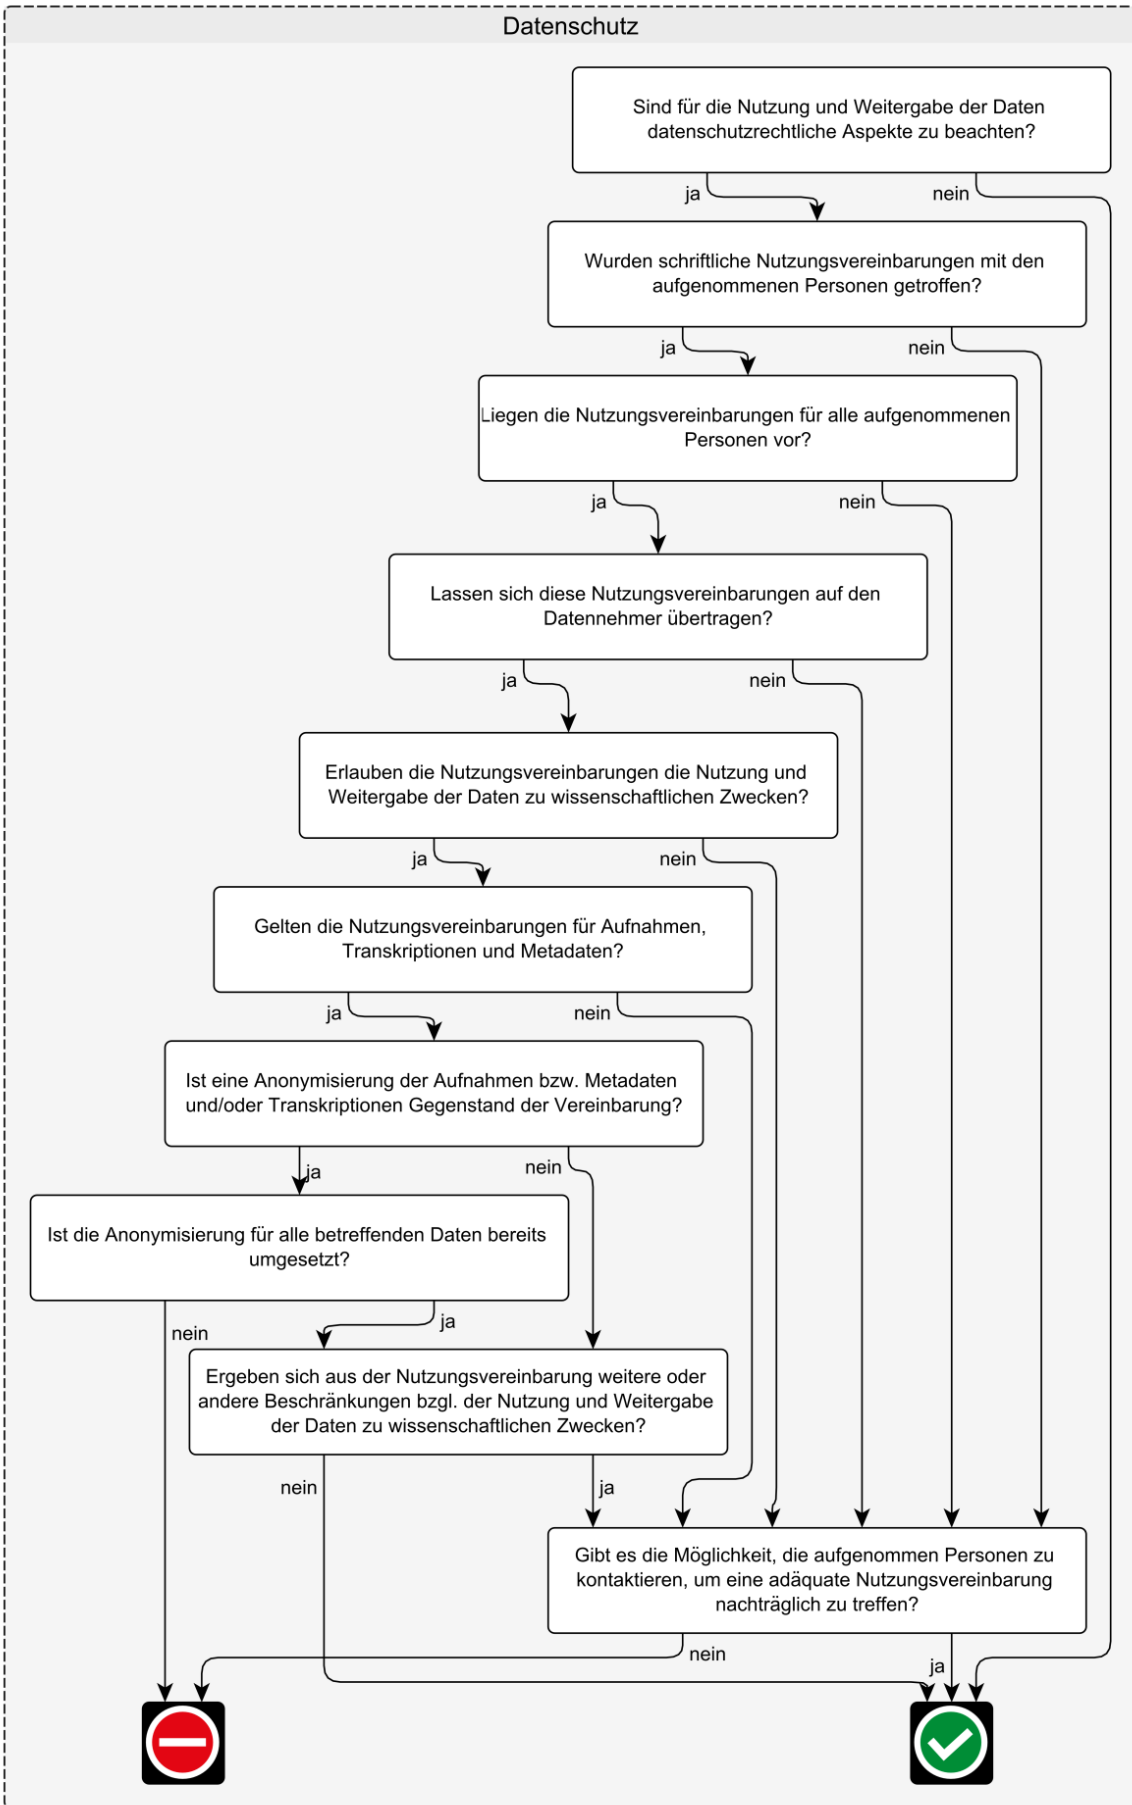 Datenschutz
Sind für die Nutzung und Weitergabe der Daten
datenschutzrechtliche Aspekte zu beachten?
ja
nein
Wurden schriftliche Nutzungsvereinbarungen mit den
aufgenommenen Personen getroffen?
ja
nein
Liegen die Nutzungsvereinbarungen für alle aufgenommenen
Personen vor?
ja
nein
Lassen sich diese Nutzungsvereinbarungen auf den
Datennehmer übertragen?
ja
nein
Erlauben die Nutzungsvereinbarungen die Nutzung und
Weitergabe der Daten zu wissenschaftlichen Zwecken?
ja
nein
Gelten die Nutzungsvereinbarungen für Aufnahmen,
Transkriptionen und Metadaten?
ja
nein
Ist eine Anonymisierung der Aufnahmen bzw. Metadaten
und/oder Transkriptionen Gegenstand der Vereinbarung?
ja
nein
Ist die Anonymisierung für alle betreffenden Daten bereits
umgesetzt?
nein
ja
Ergeben sich aus der Nutzungsvereinbarung weitere oder
andere Beschränkungen bzgl. der Nutzung und Weitergabe
der Daten zu wissenschaftlichen Zwecken?
nein
ja
Gibt es die Möglichkeit, die aufgenommen Personen zu
kontaktieren, um eine adäquate Nutzungsvereinbarung
nachträglich zu treffen?
nein
ja